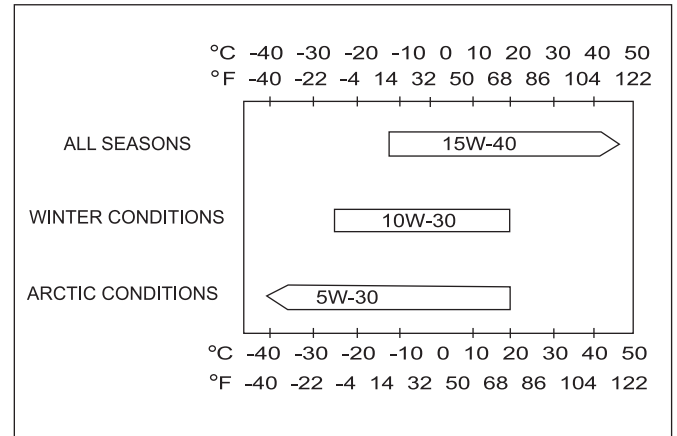 °C -40 -30 -20 -10 0 10 20 30 40 50
°F -40 -22 -4 14 32 50 68 86 104 122
ALL SEASONS 15W-40
WINTER CONDITIONS 10W-30
ARCTIC CONDITIONS 5W-30
°C -40 -30 -20 -10 0 10 20 30 40 50
°F -40 -22 -4 14 32 50 68 86 104 122